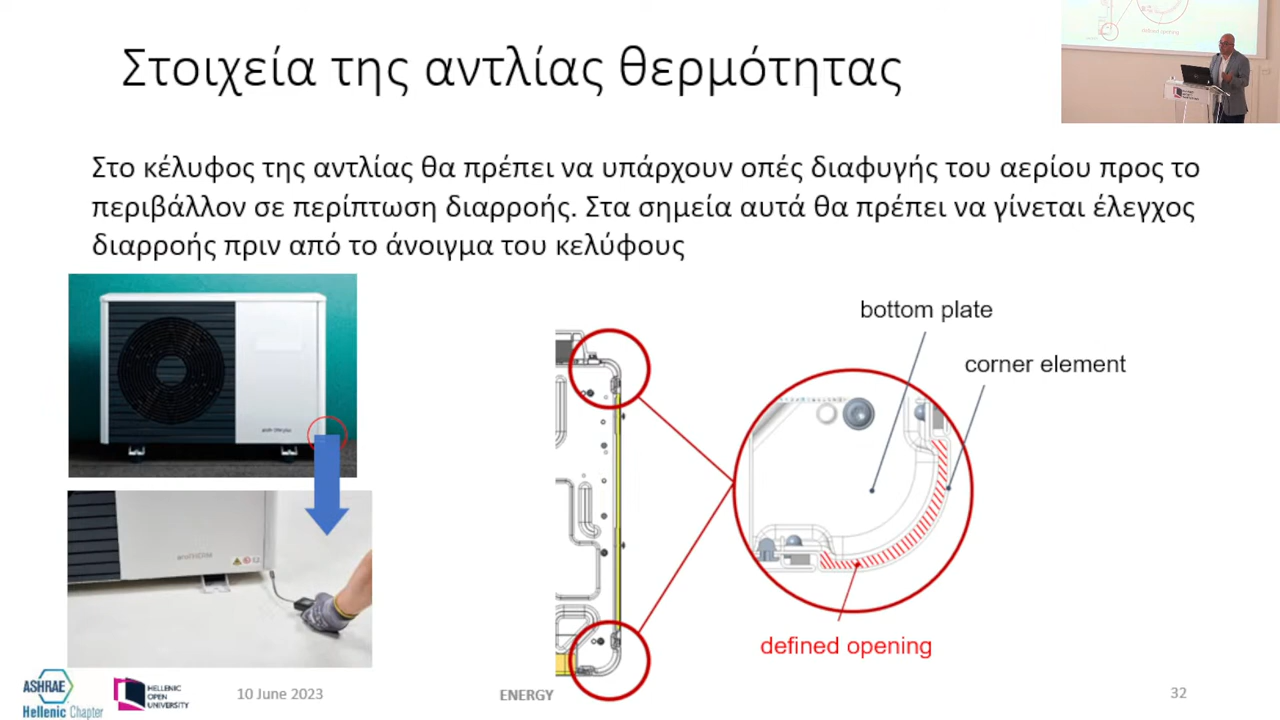 Στοιχεία της αντλίας θερμότητας
Στο κέλυφος της αντλίας θα πρέπει να υπάρχουν οπές διαφυγής του αερίου προς το
περιβάλλον σε περίπτωση διαρροής. Στα σημεία αυτά θα πρέπει να γίνεται έλεγχος
διαρροής πριν από το άνοιγμα του κελύφους
bottom plate
corner element
defined opening
ASHRAE
Hellenic Chapter
HELLENIC
OPEN
UNIVERSITY
10 June 2023
ENERGY
32